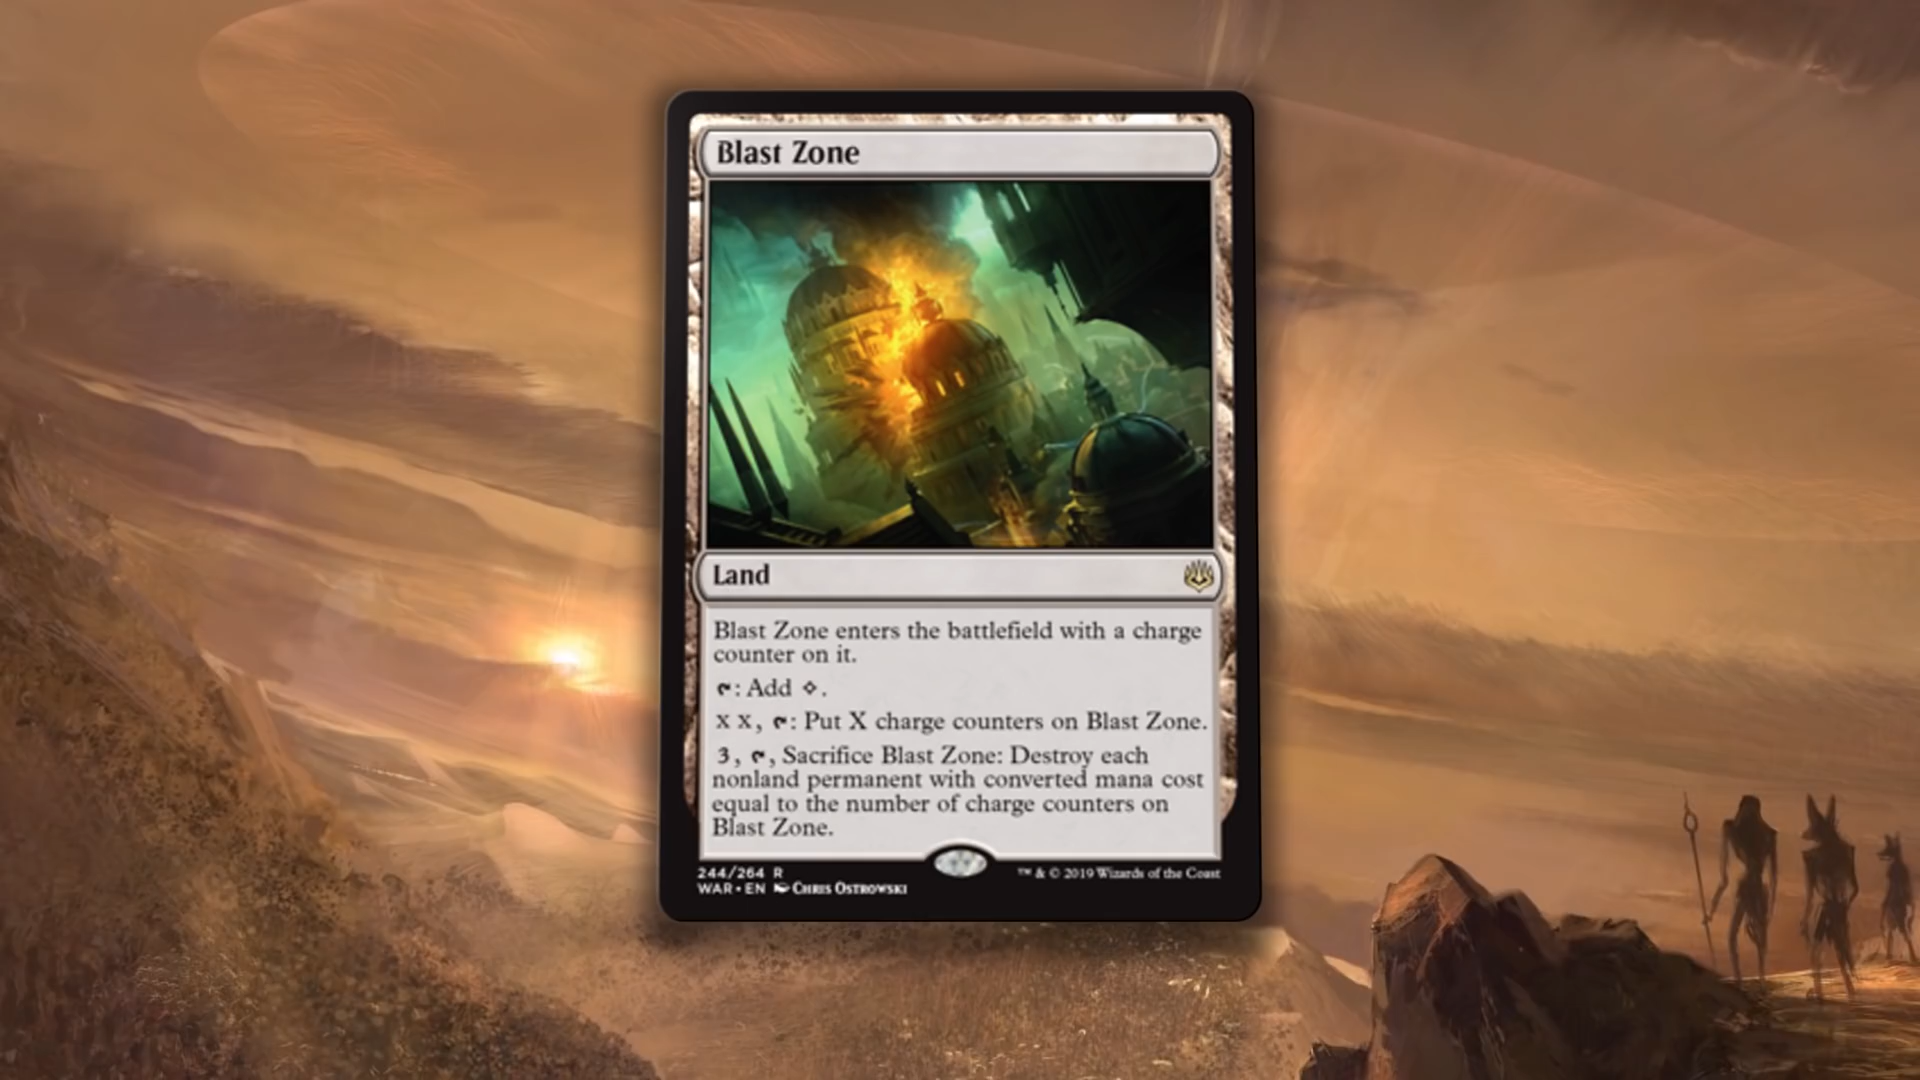 Blast Zone
Land
Blast Zone enters the battlefield with a charge
counter on it.
: Add .
X X, : Put X charge counters on Blast Zone.
3, , Sacrifice Blast Zone: Destroy each
nonland permanent with converted mana cost
equal to the number of charge counters on
Blast Zone.
244/264 R
WAR • EN Chris Ostrowski
™ & © 2019 Wizards of the Coast